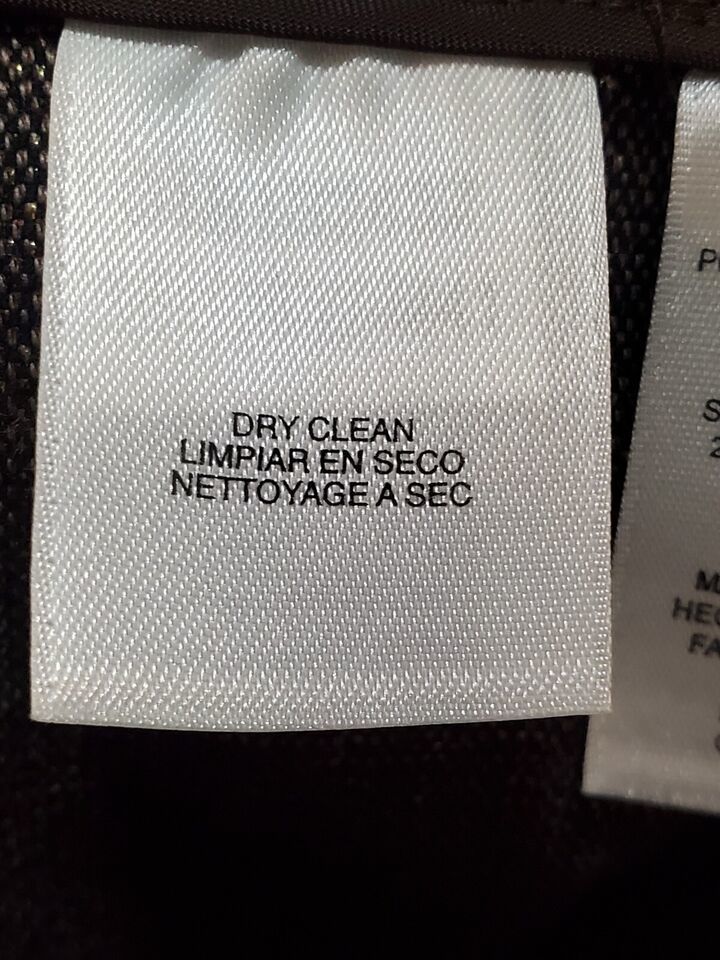 DRY CLEAN
LIMPIAR EN SECO
NETTOYAGE A SEC